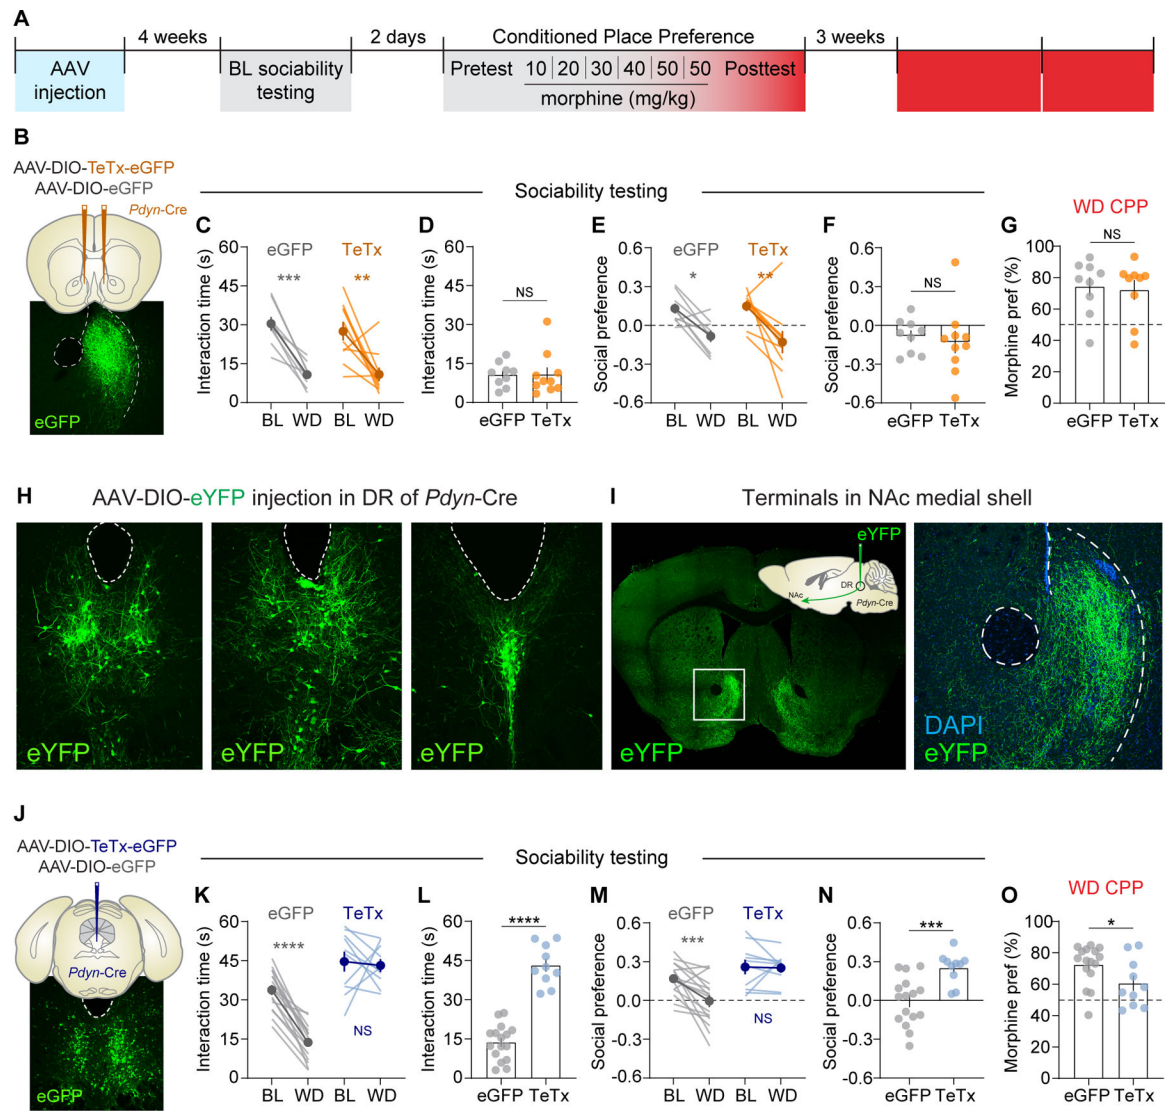 A
4 weeks
2 days
Conditioned Place Preference
3 weeks
AAV
injection
BL sociability
testing
Pretest
10
20
30
40
50
50
Posttest
morphine (mg/kg)
B
AAV-DIO-TeTx-eGFP
AAV-DIO-eGFP
Pdyn-Cre
eGFP
Sociability testing
C
Interaction time (s)
60
45
30
15
0
eGFP
TeTx
***
**
BL WD BL WD
D
Interaction time (s)
60
45
30
15
0
NS
eGFP TeTx
E
Social preference
0.6
0.3
0.0
-0.3
-0.6
eGFP
TeTx
*
**
BL WD BL WD
F
Social preference
0.6
0.3
0.0
-0.3
-0.6
NS
eGFP TeTx
G
WD CPP
Morphine pref (%)
100
80
60
40
20
0
NS
eGFP TeTx
H
AAV-DIO-eYFP injection in DR of Pdyn-Cre
eYFP
eYFP
eYFP
I
Terminals in NAc medial shell
eYFP
DR
NAc
Pdyn-Cre
eYFP
DAPI
eYFP
J
AAV-DIO-TeTx-eGFP
AAV-DIO-eGFP
Pdyn-Cre
eGFP
Sociability testing
K
Interaction time (s)
60
45
30
15
0
eGFP
TeTx
****
NS
BL WD BL WD
L
Interaction time (s)
60
45
30
15
0
****
eGFP TeTx
M
Social preference
0.6
0.3
0.0
-0.3
-0.6
eGFP
TeTx
***
NS
BL WD BL WD
N
Social preference
0.6
0.3
0.0
-0.3
-0.6
***
eGFP TeTx
O
WD CPP
Morphine pref (%)
100
80
60
40
20
0
*
eGFP TeTx